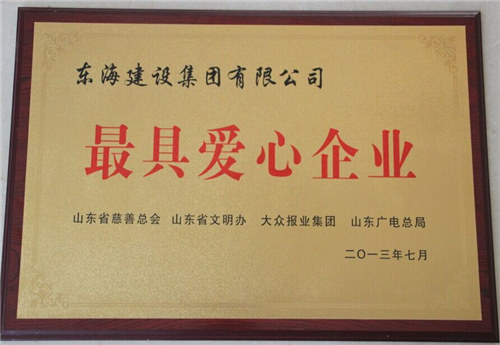 东海建设集团有限公司
最具爱心企业
山东省慈善总会 山东省文明办 大众报业集团 山东广电总局
二〇一三年七月